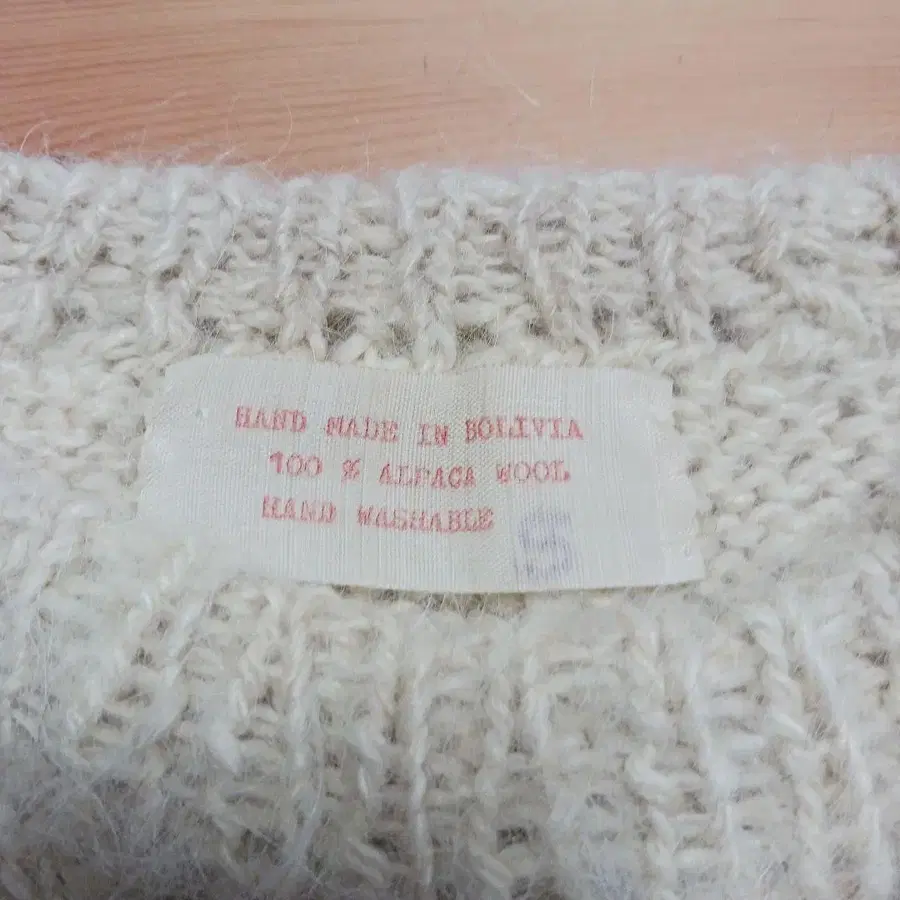 HAND MADE IN BOLIVIA
100 % ALPACA WOOL
HAND WASHABLE
S